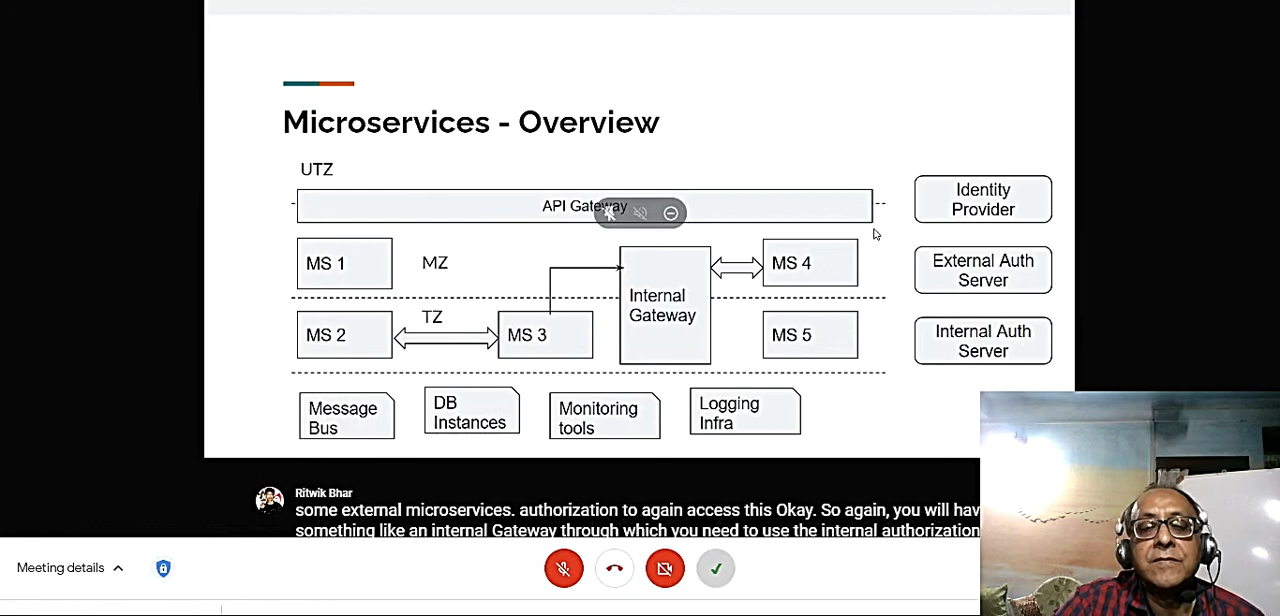 Microservices - Overview
UTZ
API Gateway
Identity
Provider
MS 1
MZ
MS 4
External Auth
Server
Internal
Gateway
MS 2
TZ
MS 3
MS 5
Internal Auth
Server
Message
Bus
DB
Instances
Monitoring
tools
Logging
Infra
Ritwik Bhar
some external microservices. authorization to again access this Okay. So again, you will hav
something like an internal Gateway through which you need to use the internal authorization
Meeting details